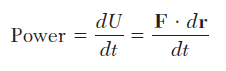 Power = dU/dt = F · dr/dt